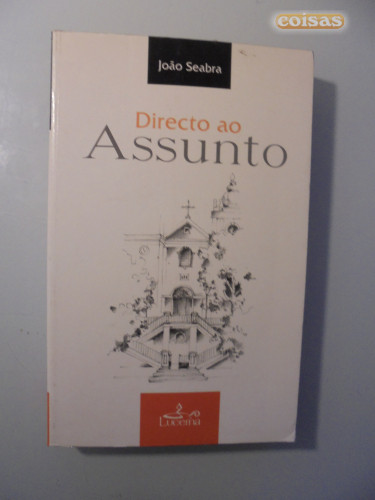 coisas
João Seabra
Directo ao
Assunto
Lucerna